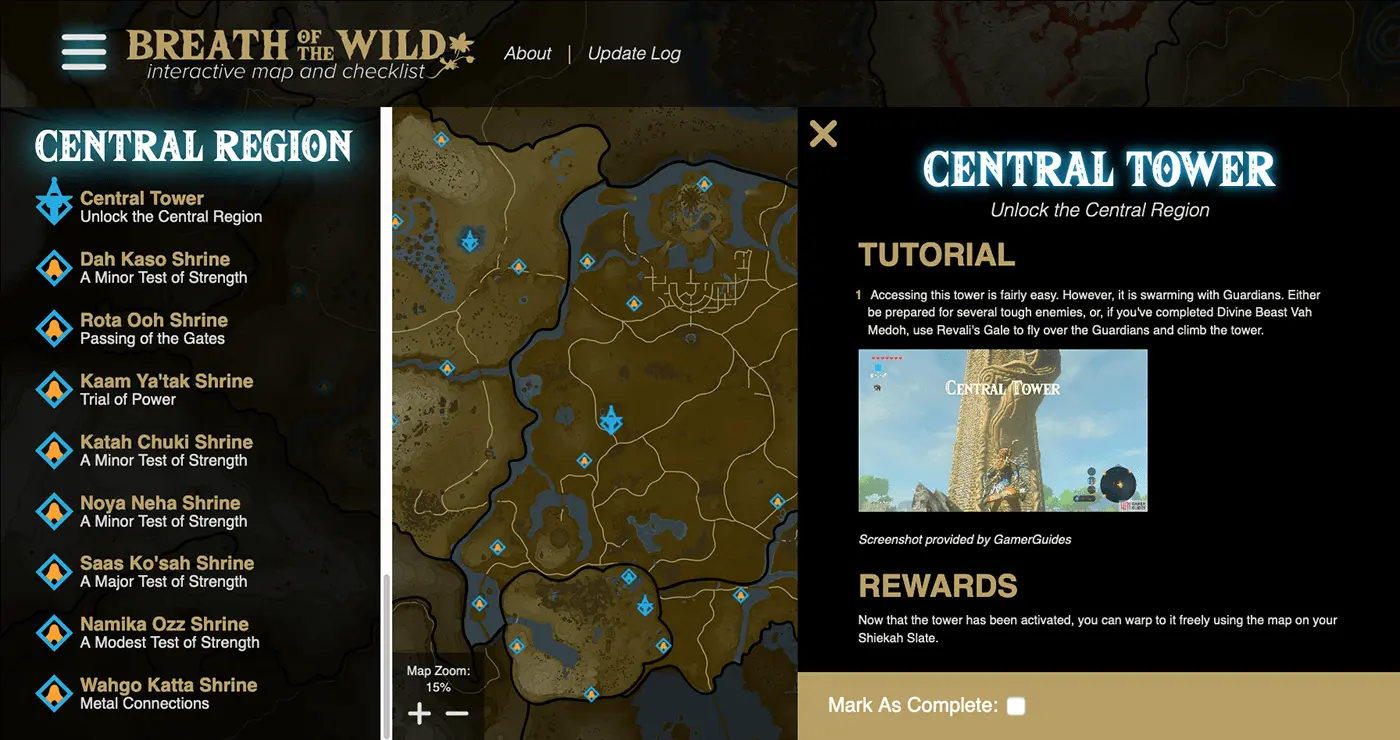 BREATH OF THE WILD
interactive map and checklist
About | Update Log
CENTRAL REGION
Central Tower
Unlock the Central Region
Dah Kaso Shrine
A Minor Test of Strength
Rota Ooh Shrine
Passing of the Gates
Kaam Ya'tak Shrine
Trial of Power
Katah Chuki Shrine
A Minor Test of Strength
Noya Neha Shrine
A Minor Test of Strength
Saas Ko'sah Shrine
A Major Test of Strength
Namika Ozz Shrine
A Modest Test of Strength
Wahgo Katta Shrine
Metal Connections
Map Zoom:
15%
CENTRAL TOWER
Unlock the Central Region
TUTORIAL
1 Accessing this tower is fairly easy. However, it is swarming with Guardians. Either
be prepared for several tough enemies, or, if you've completed Divine Beast Vah
Medoh, use Revali's Gale to fly over the Guardians and climb the tower.
CENTRAL TOWER
Screenshot provided by GamerGuides
REWARDS
Now that the tower has been activated, you can warp to it freely using the map on your
Shiekah Slate.
Mark As Complete: